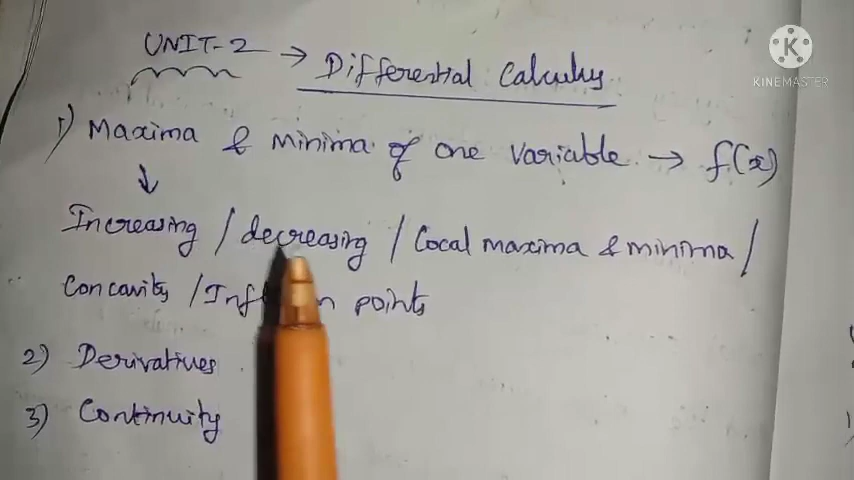 UNIT-2 → Differential Calculus
KINEMASTER
1) Maxima & Minima of one variable → f(x)
Increasing / decreasing / Local maxima & minima /
Concavity / points
2) Derivatives
3) Continuity